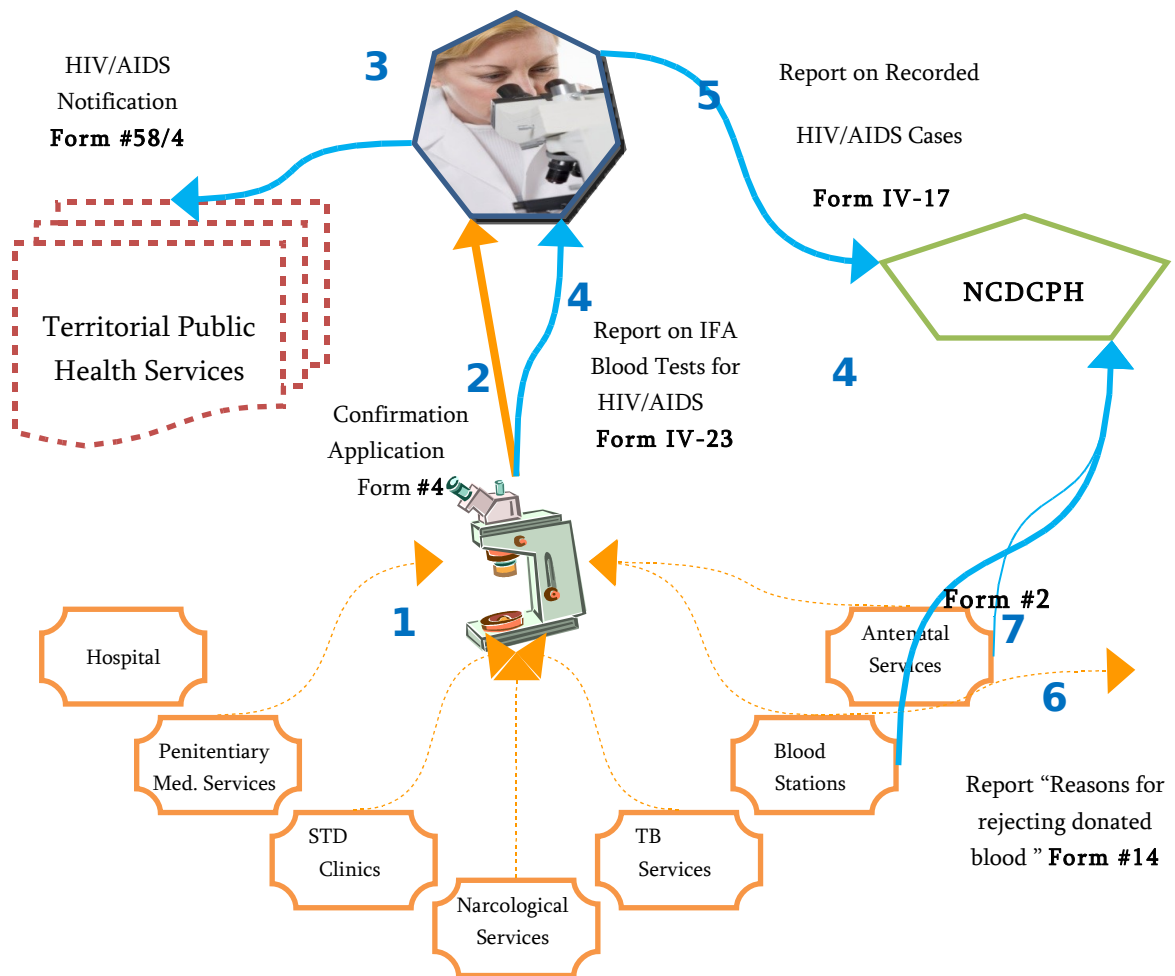 HIV/AIDS
Notification
Form #58/4
3
5
Report on Recorded
HIV/AIDS Cases
Form IV-17
NCDCPH
Territorial Public
Health Services
4
Report on IFA
Blood Tests for
HIV/AIDS
Form IV-23
4
2
Confirmation
Application
Form #4
1
Form #2
7
6
Hospital
Penitentiary
Med. Services
STD
Clinics
Narcological
Services
TB
Services
Blood
Stations
Antenatal
Services
Report “Reasons for
rejecting donated
blood ” Form #14